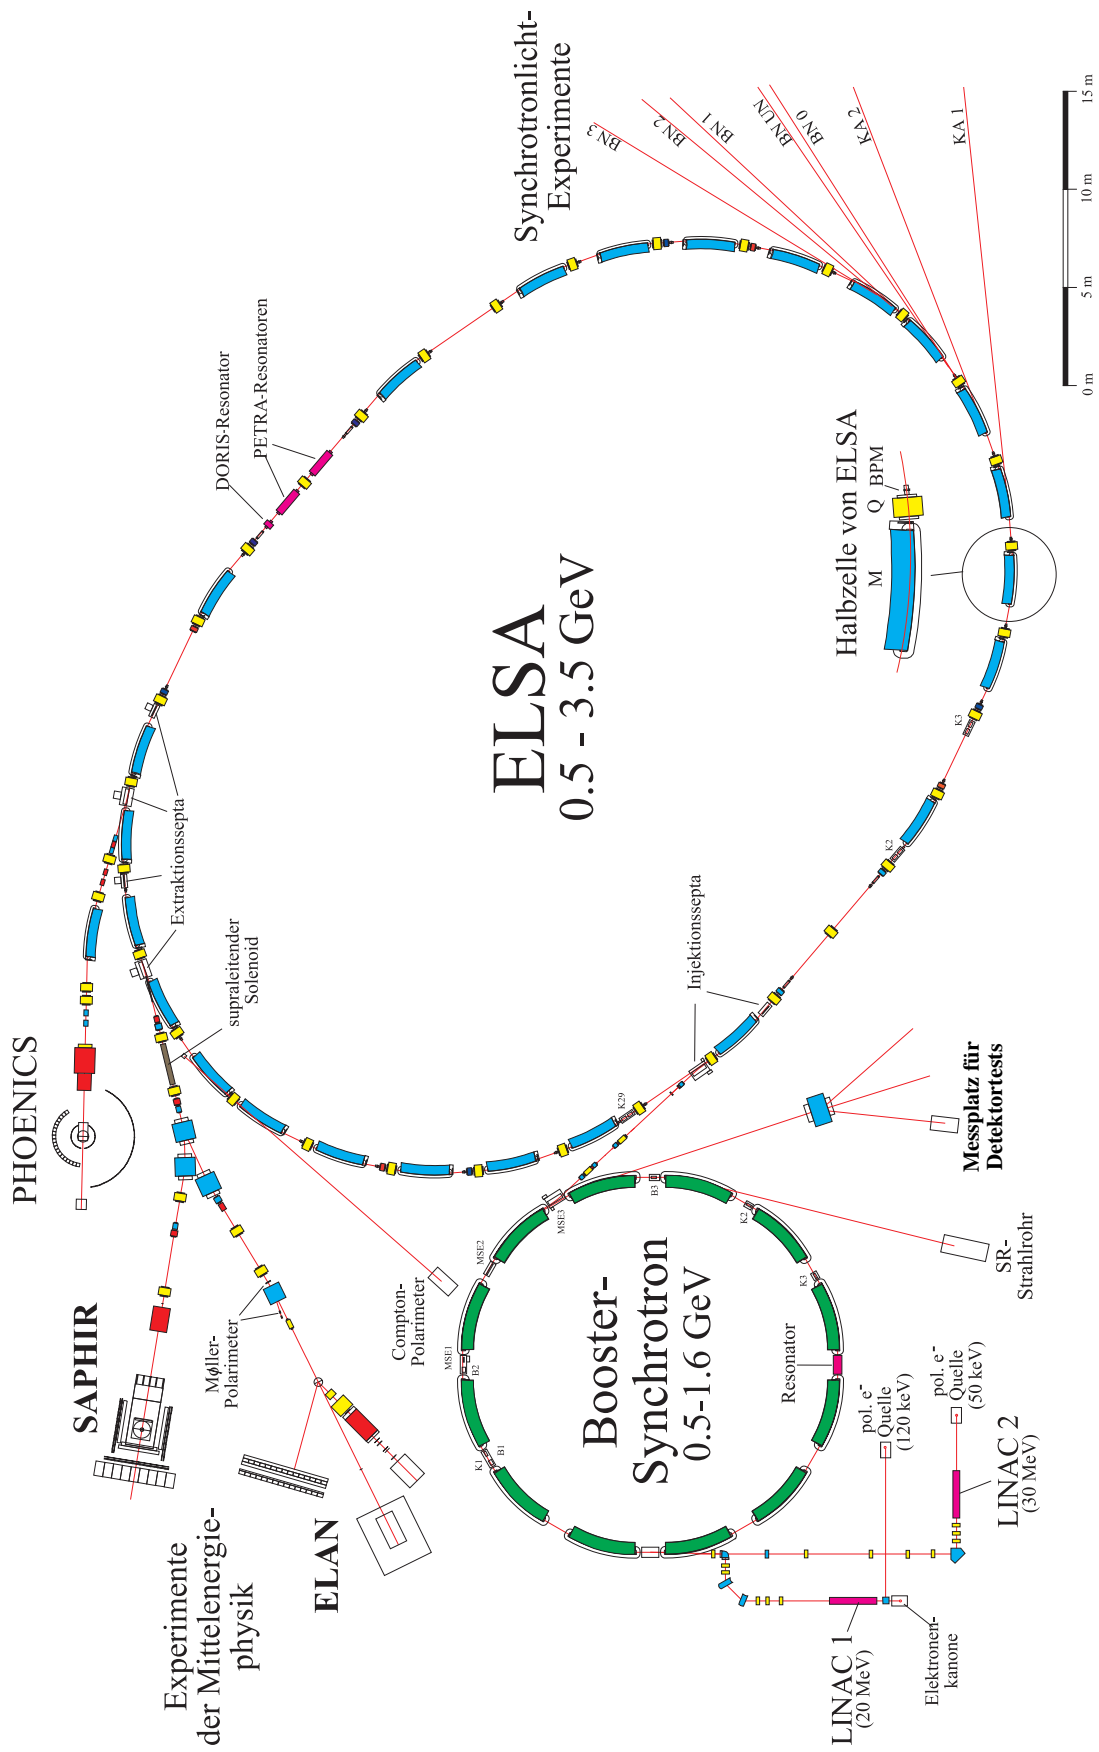 PHOENICS
SAPHIR
Experimente
der Mittelenergie-
physik
ELAN
Møller-
Polarimeter
Compton-
Polarimeter
supraleitender
Solenoid
Extraktionssepta
DORIS-Resonator
PETRA-Resonatoren
Synchrotronlicht-
Experimente
BN 3
BN 2
BN 1
BN UN
BN 0
KA 2
KA 1
ELSA
0.5 - 3.5 GeV
Halbzelle von ELSA
M
Q
BPM
K3
K2
Injektionssepta
K29
Booster-
Synchrotron
0.5-1.6 GeV
MSE3
MSE2
MSE1
B2
K1
B1
B3
K2
K3
Resonator
Messplatz für
Detektortests
SR-
Strahlrohr
pol. e-
Quelle
(120 keV)
pol. e-
Quelle
(50 keV)
LINAC 1
(20 MeV)
LINAC 2
(30 MeV)
Elektronen-
kanone
0 m
5 m
10 m
15 m